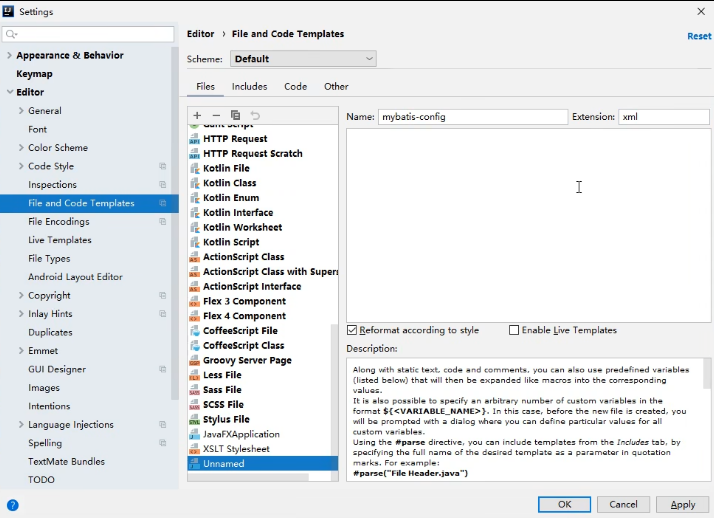 Settings
Appearance & Behavior
Keymap
Editor
General
Font
Color Scheme
Code Style
Inspections
File and Code Templates
File Encodings
Live Templates
File Types
Android Layout Editor
Copyright
Inlay Hints
Duplicates
Emmet
GUI Designer
Images
Intentions
Language Injections
Spelling
TextMate Bundles
TODO
Editor › File and Code Templates
Reset
Scheme: Default
Files Includes Code Other
HTTP Request
HTTP Request Scratch
Kotlin File
Kotlin Class
Kotlin Enum
Kotlin Interface
Kotlin Worksheet
Kotlin Script
ActionScript Class
ActionScript Class with Supers
ActionScript Interface
Flex 3 Component
Flex 4 Component
CoffeeScript File
CoffeeScript Class
Groovy Server Page
Less File
Sass File
SCSS File
Stylus File
JavaFXApplication
XSLT Stylesheet
Unnamed
Name: mybatis-config Extension: xml
Reformat according to style Enable Live Templates
Description:
Along with static text, code and comments, you can also use predefined variables
(listed below) that will then be expanded like macros into the corresponding
values.
It is also possible to specify an arbitrary number of custom variables in the
format ${<VARIABLE_NAME>}. In this case, before the new file is created, you
will be prompted with a dialog where you can define particular values for all
custom variables.
Using the #parse directive, you can include templates from the Includes tab, by
specifying the full name of the desired template as a parameter in quotation
marks. For example:
#parse("File Header.java")
OK Cancel Apply